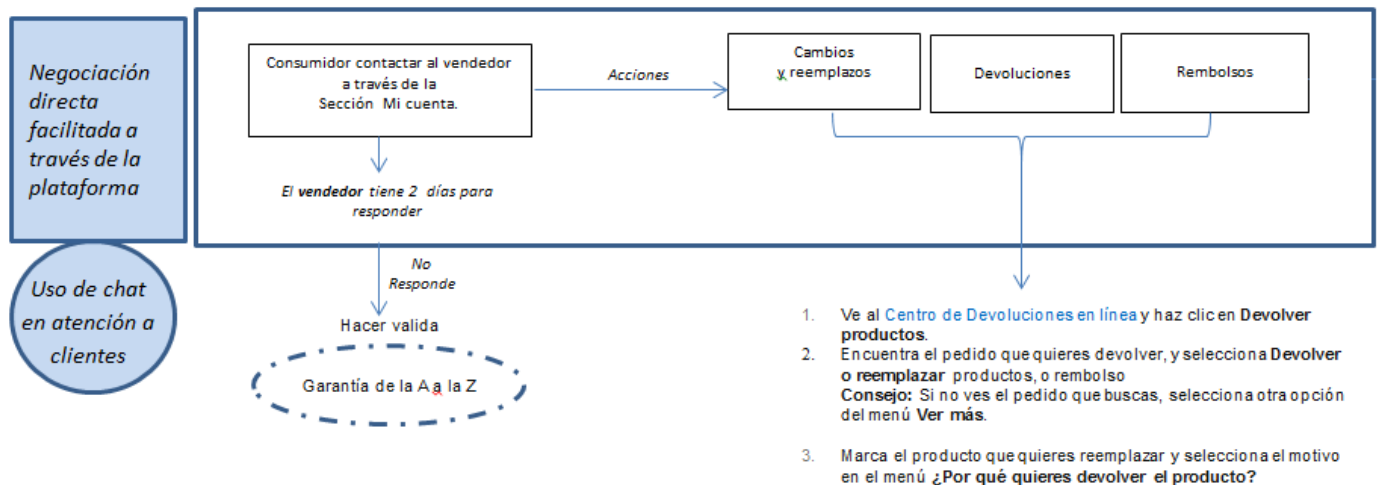 Negociación
directa
facilitada a
través de la
plataforma
Uso de chat
en atención a
clientes
Consumidor contactar al vendedor
a través de la
Sección Mi cuenta.
Acciones
Cambios
y reemplazos
Devoluciones
Rembolsos
El vendedor tiene 2 días para
responder
No
Responde
Hacer valida
Garantía de la A a la Z
1. Ve al Centro de Devoluciones en línea y haz clic en Devolver
productos.
2. Encuentra el pedido que quieres devolver, y selecciona Devolver
o reemplazar productos, o rembolso
Consejo: Si no ves el pedido que buscas, selecciona otra opción
del menú Ver más.
3. Marca el producto que quieres reemplazar y selecciona el motivo
en el menú ¿Por qué quieres devolver el producto?